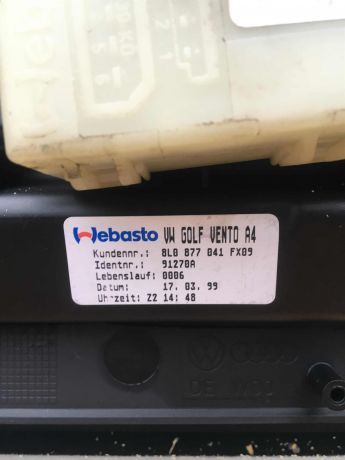 Webasto VW GOLF VENTO A4
Kundennr.: 8L0 877 041 FX09
Identnr.: 91270A
Lebenslauf: 0006
Datum: 17. 03. 99
Uhrzeit: 22 14: 48